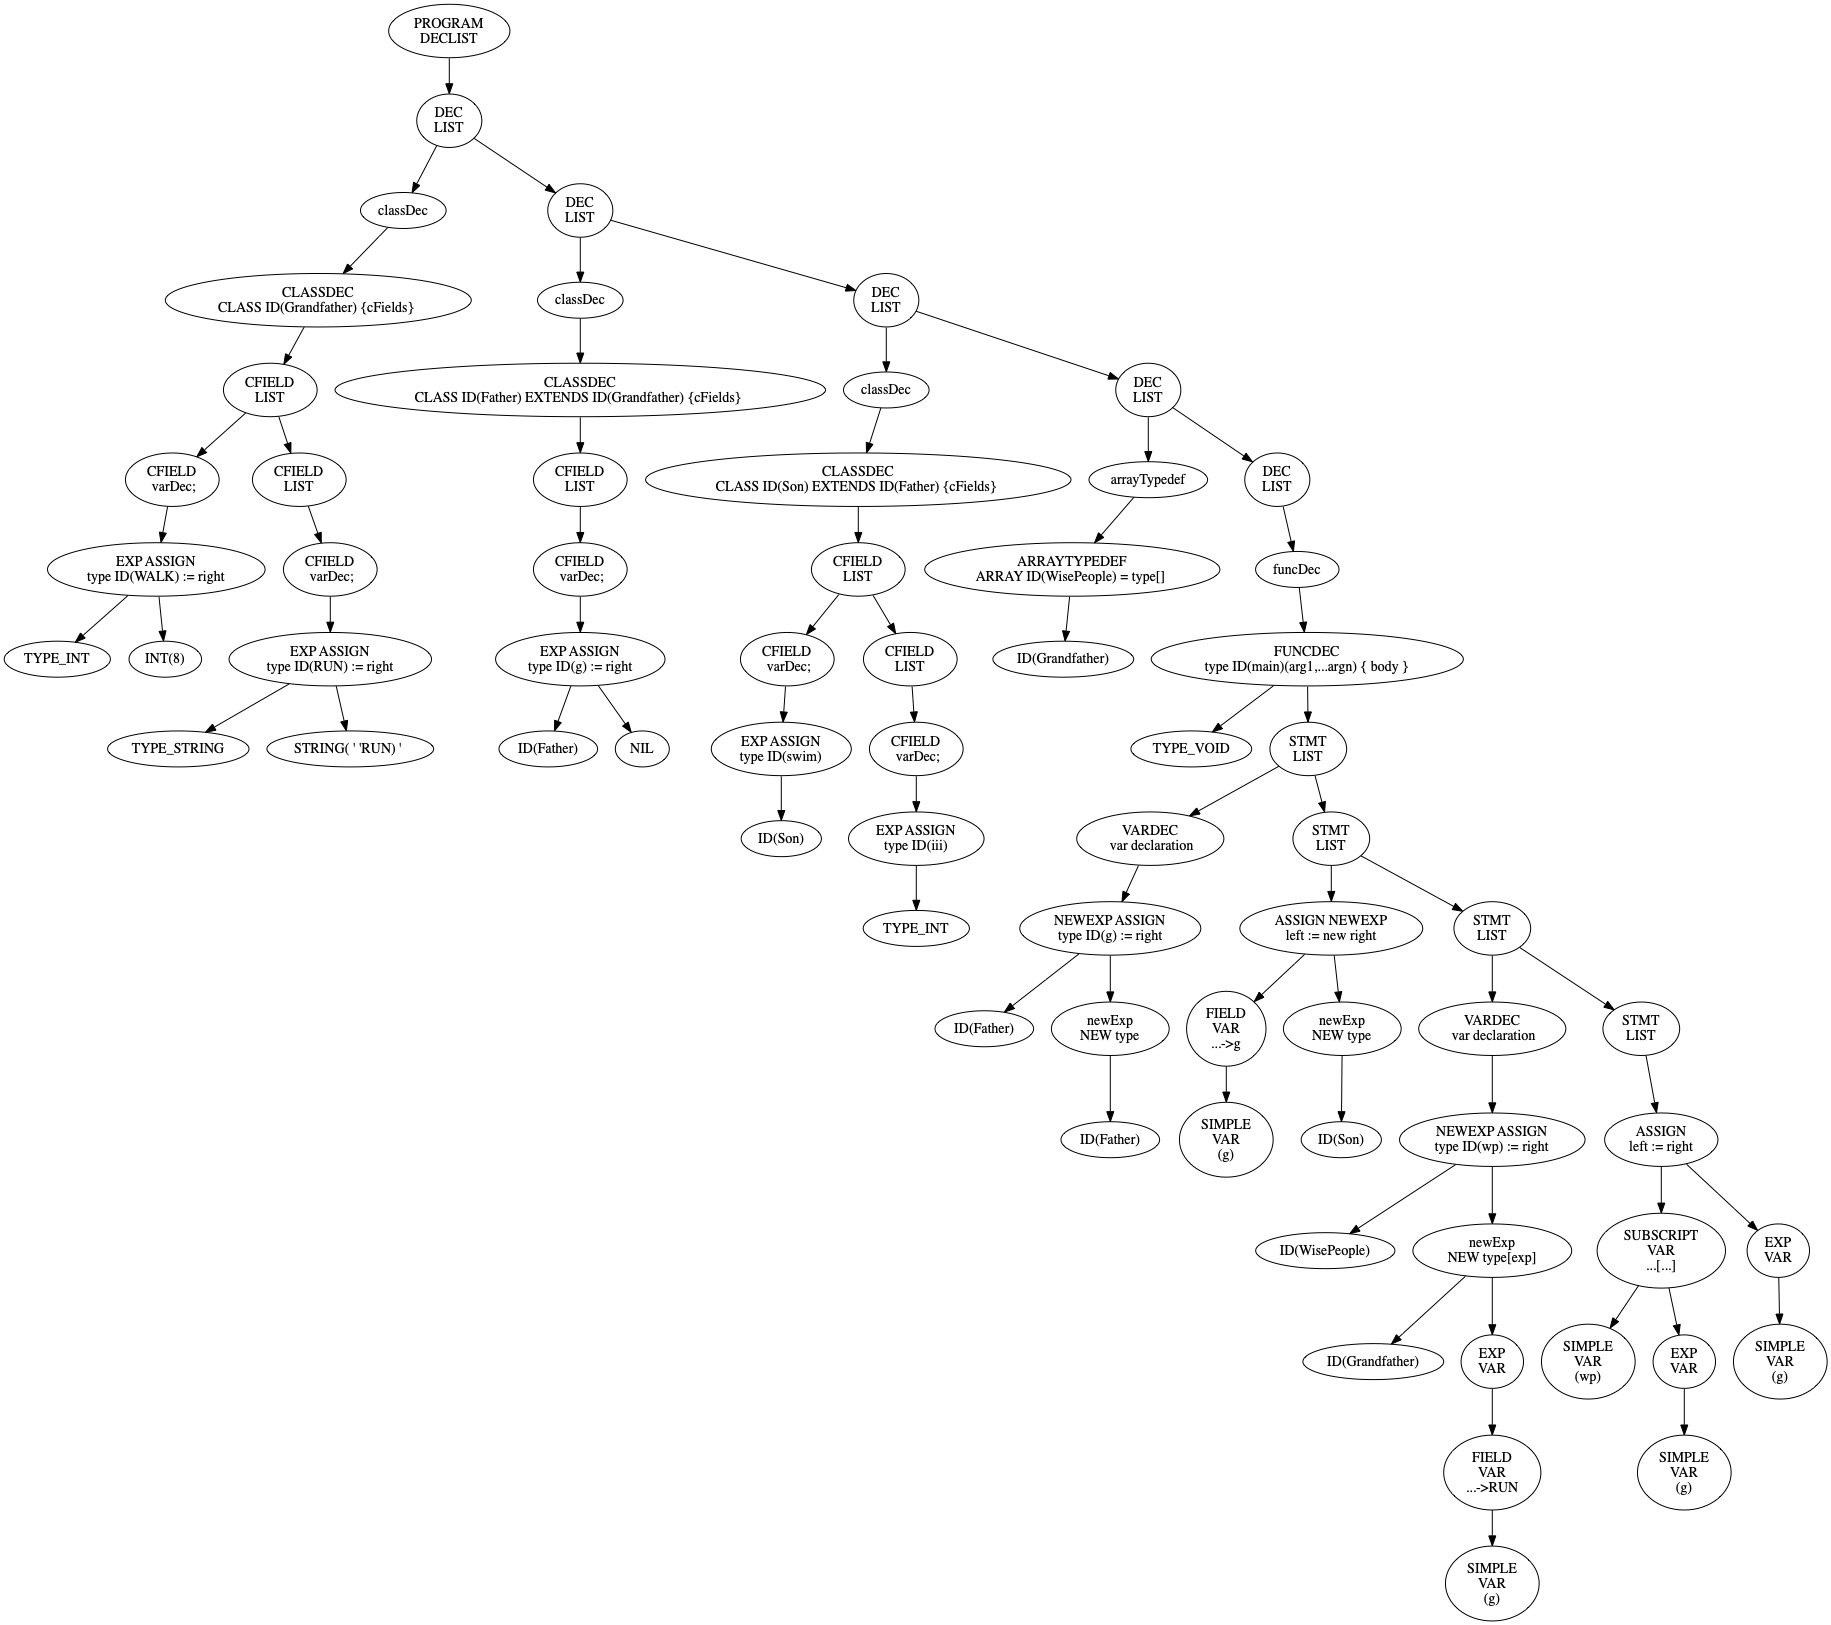 PROGRAM
DECLIST
DEC
LIST
classDec
DEC
LIST
CLASSDEC
CLASS ID(Grandfather) {cFields}
classDec
DEC
LIST
CFIELD
LIST
CLASSDEC
CLASS ID(Father) EXTENDS ID(Grandfather) {cFields}
classDec
DEC
LIST
CFIELD
varDec;
CFIELD
LIST
CFIELD
LIST
CLASSDEC
CLASS ID(Son) EXTENDS ID(Father) {cFields}
arrayTypedef
DEC
LIST
EXP ASSIGN
type ID(WALK) := right
CFIELD
varDec;
CFIELD
varDec;
CFIELD
LIST
ARRAYTYPEDEF
ARRAY ID(WisePeople) = type[]
funcDec
TYPE_INT
INT(8)
EXP ASSIGN
type ID(RUN) := right
EXP ASSIGN
type ID(g) := right
CFIELD
varDec;
CFIELD
LIST
ID(Grandfather)
FUNCDEC
type ID(main)(arg1,...argn) { body }
TYPE_STRING
STRING( ' 'RUN) '
ID(Father)
NIL
EXP ASSIGN
type ID(swim)
CFIELD
varDec;
TYPE_VOID
STMT
LIST
ID(Son)
EXP ASSIGN
type ID(iii)
VARDEC
var declaration
STMT
LIST
TYPE_INT
NEWEXP ASSIGN
type ID(g) := right
ASSIGN NEWEXP
left := new right
STMT
LIST
ID(Father)
newExp
NEW type
FIELD
VAR
...->g
newExp
NEW type
VARDEC
var declaration
STMT
LIST
ID(Father)
SIMPLE
VAR
(g)
ID(Son)
NEWEXP ASSIGN
type ID(wp) := right
ASSIGN
left := right
ID(WisePeople)
newExp
NEW type[exp]
SUBSCRIPT
VAR
...[...]
EXP
VAR
ID(Grandfather)
EXP
VAR
SIMPLE
VAR
(wp)
EXP
VAR
SIMPLE
VAR
(g)
FIELD
VAR
...->RUN
SIMPLE
VAR
(g)
SIMPLE
VAR
(g)